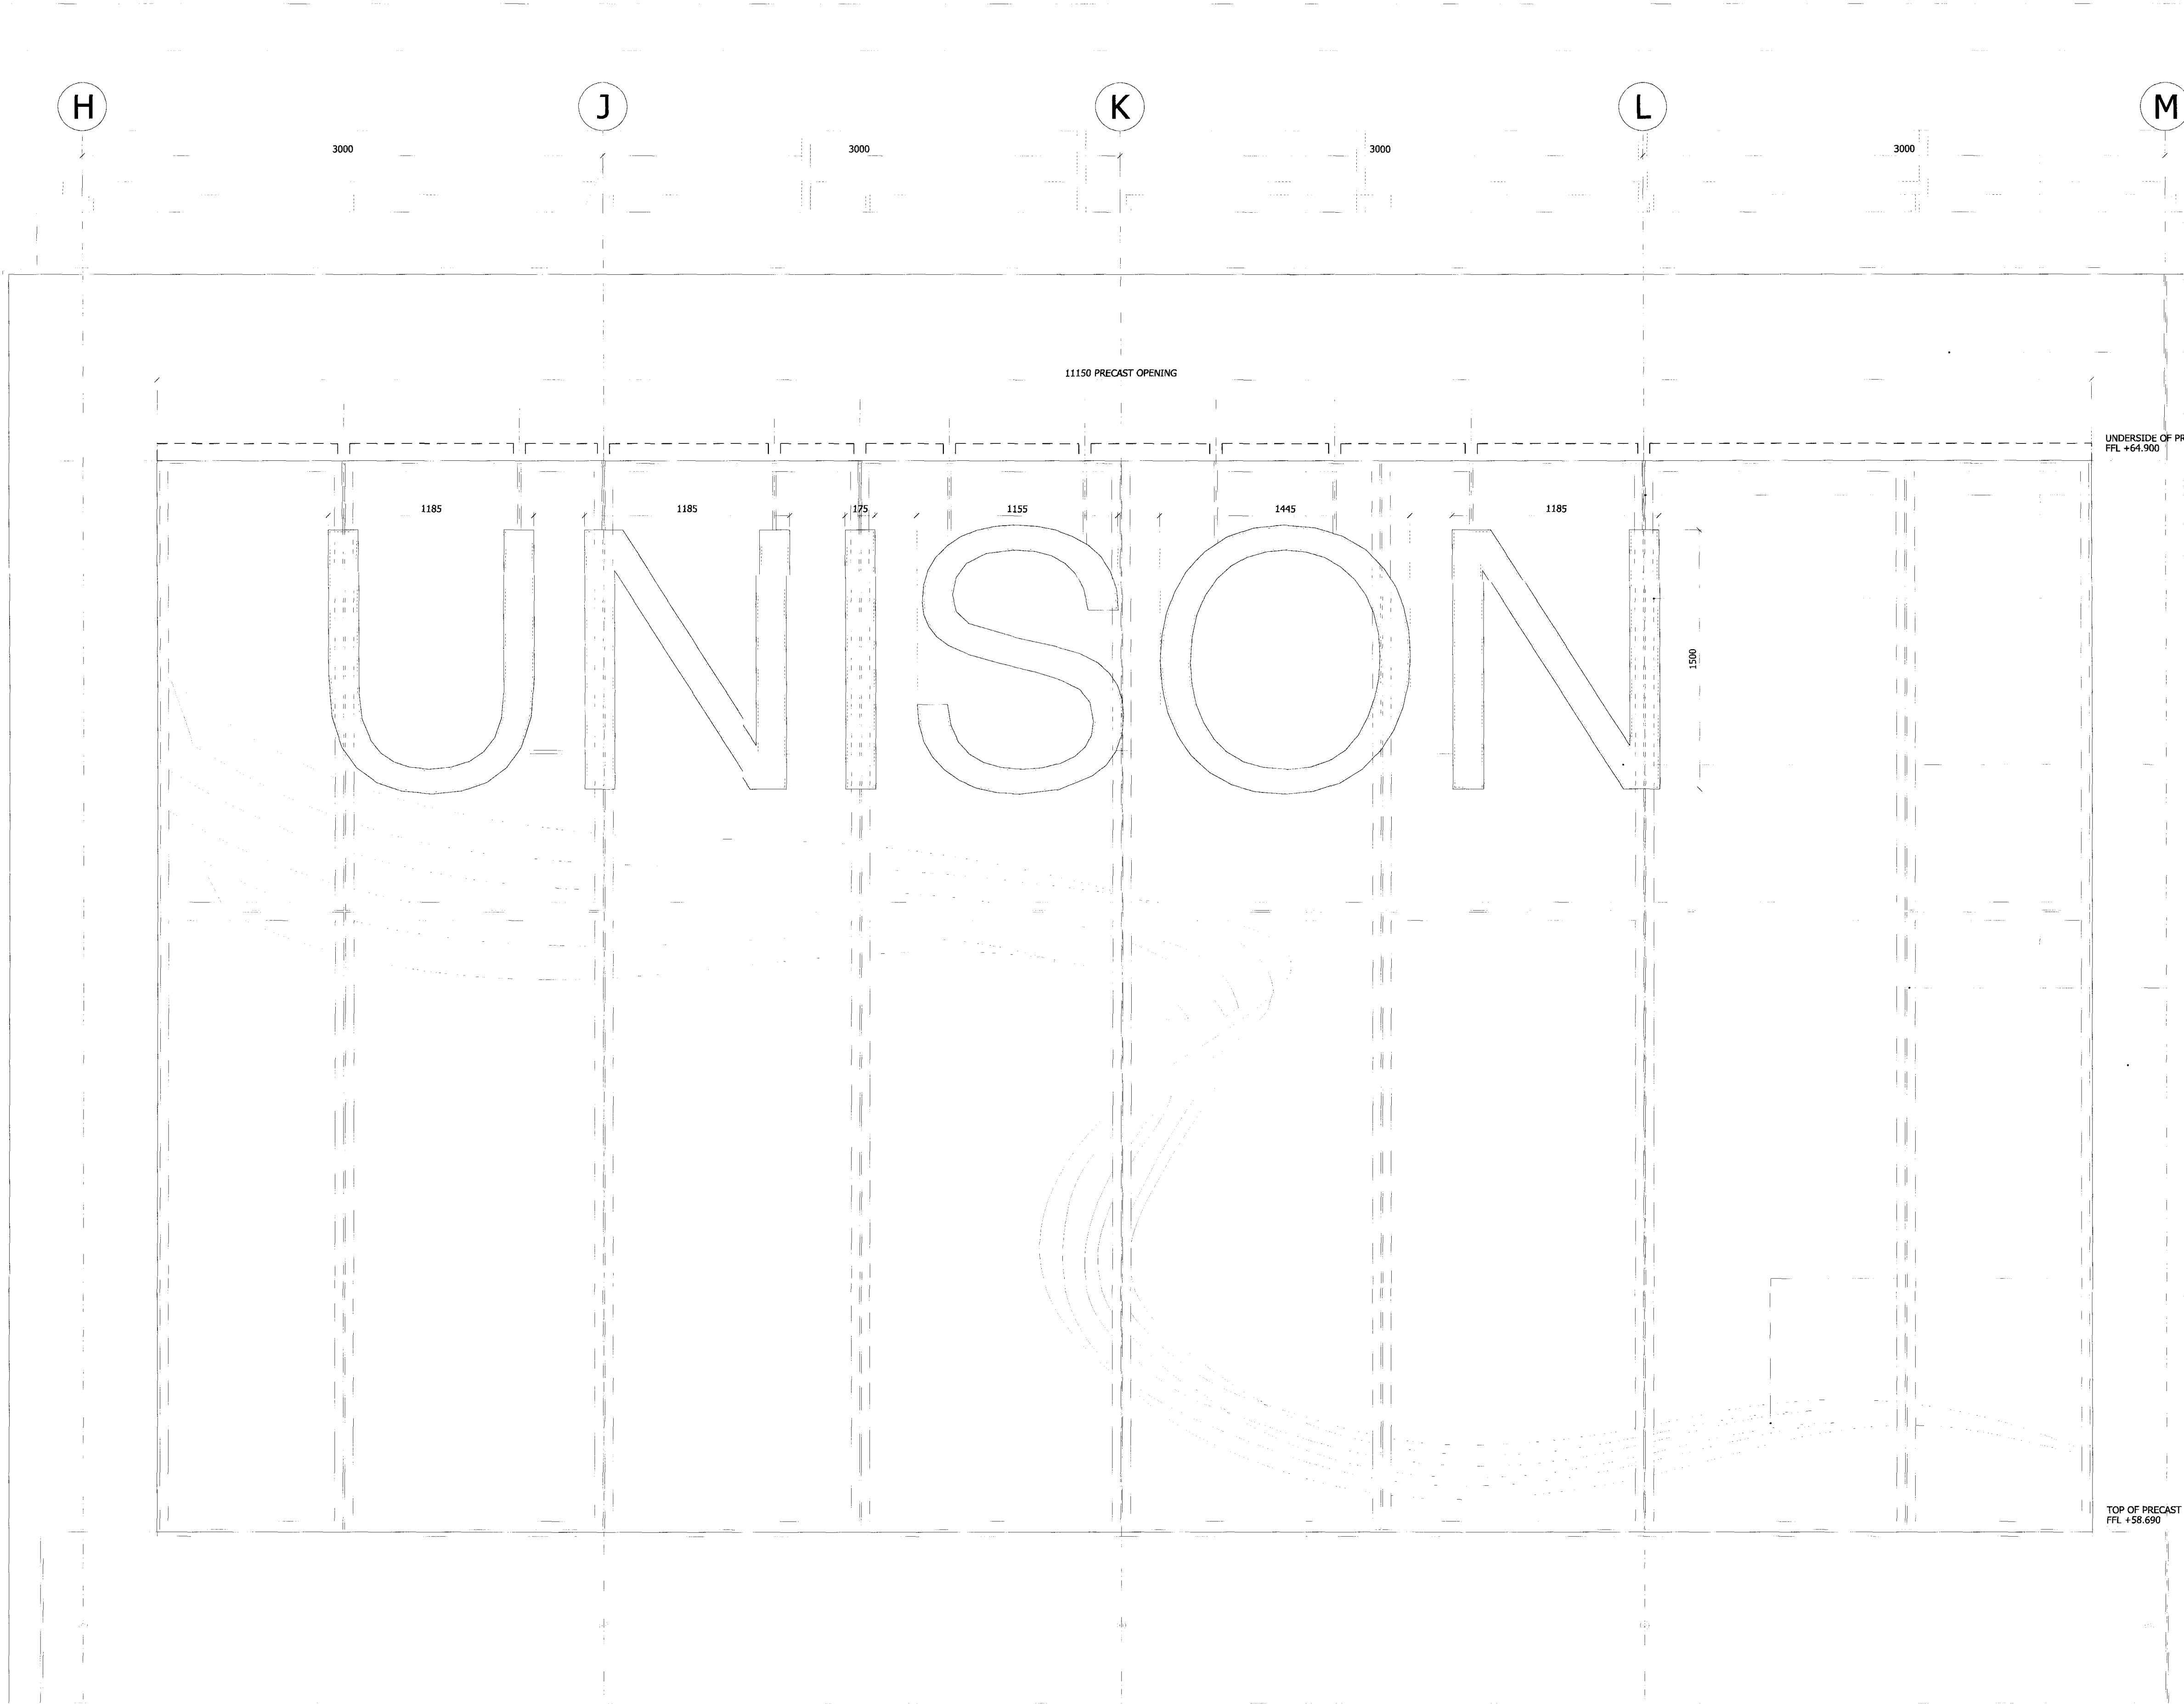 H J K L M
3000 3000 3000 3000
11150 PRECAST OPENING
UNDERSIDE OF
FFL +64.900
1185 1185 175 1155 1445 1185
UNISON
1500
TOP OF PRECAST
FFL +58.690